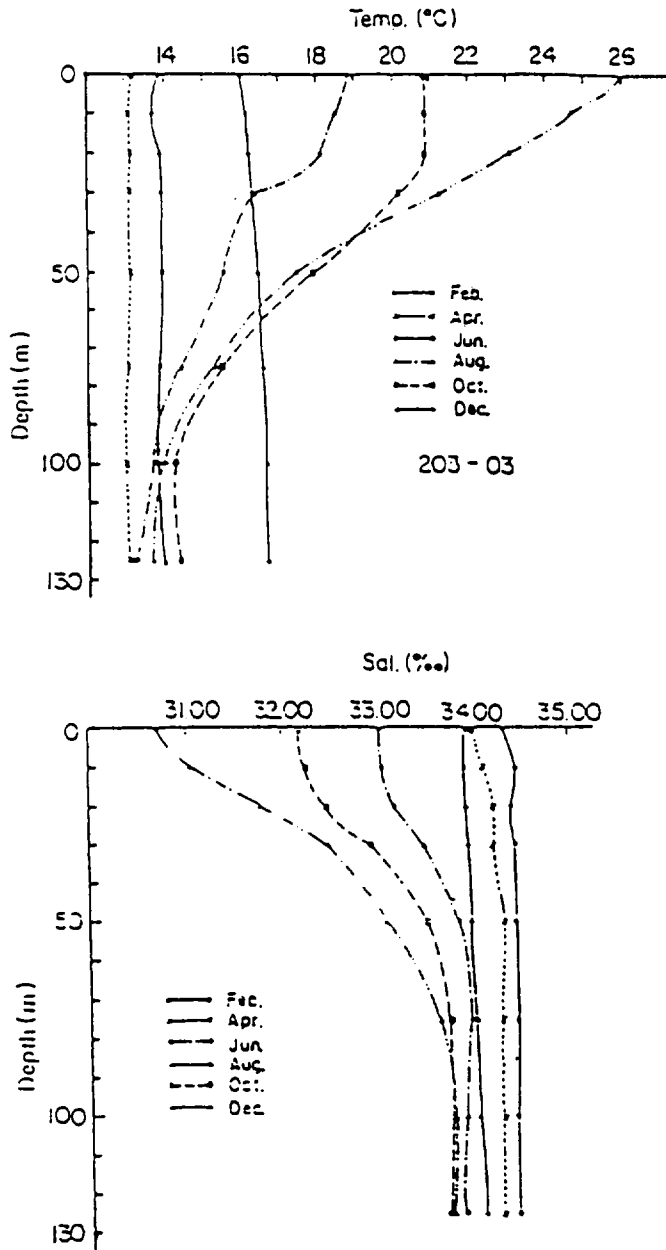 Temp. (°C)
14 16 18 20 22 24 26
0
50
100
130
Depth (m)
Feb.
Apr.
Jun.
Aug.
Oct.
Dec.
203-03
Sal. (‰)
31.00 32.00 33.00 34.00 35.00
0
50
100
130
Depth (m)
Feb.
Apr.
Jun.
Aug.
Oct.
Dec.